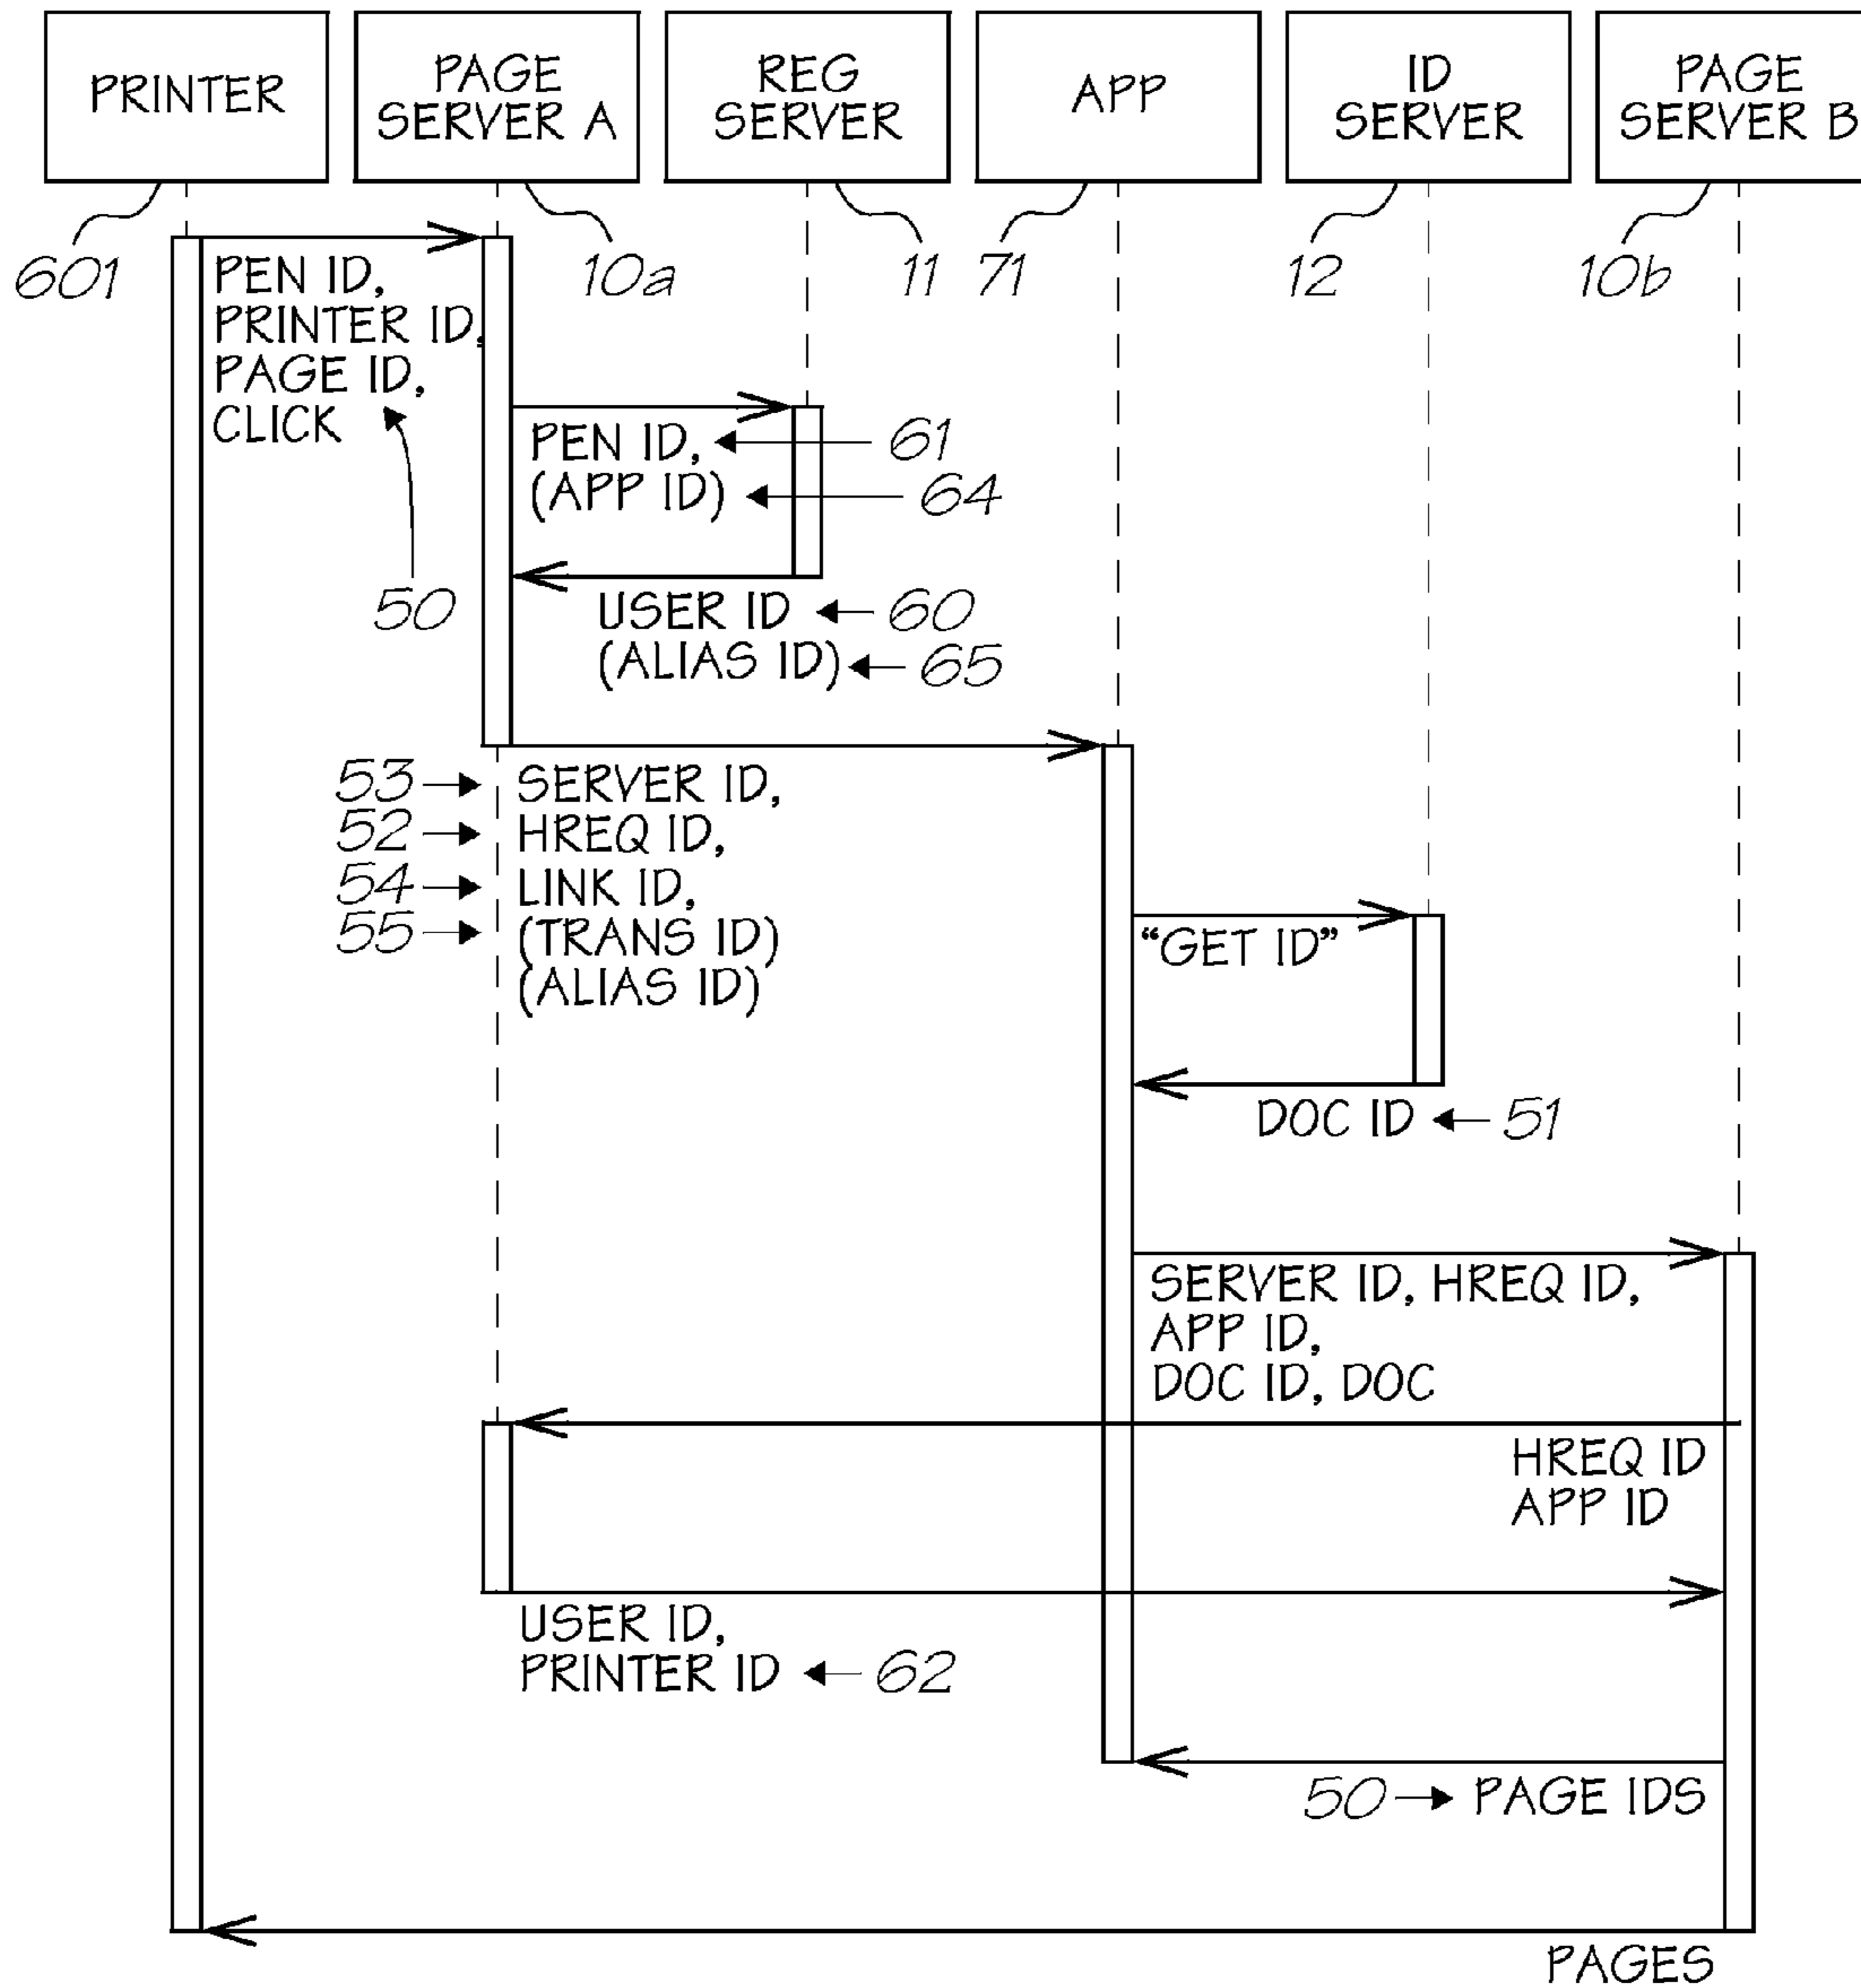 PRINTER
PAGE
SERVER A
REG
SERVER
APP
ID
SERVER
PAGE
SERVER B
601
10a
11
71
12
10b
PEN ID,
PRINTER ID,
PAGE ID,
CLICK
50
PEN ID, 61
(APP ID) 64
USER ID 60
(ALIAS ID) 65
53 SERVER ID,
52 HREQ ID,
54 LINK ID,
55 (TRANS ID)
(ALIAS ID)
“GET ID”
DOC ID 51
SERVER ID, HREQ ID,
APP ID,
DOC ID, DOC
HREQ ID
APP ID
USER ID,
PRINTER ID 62
50 PAGE IDS
PAGES